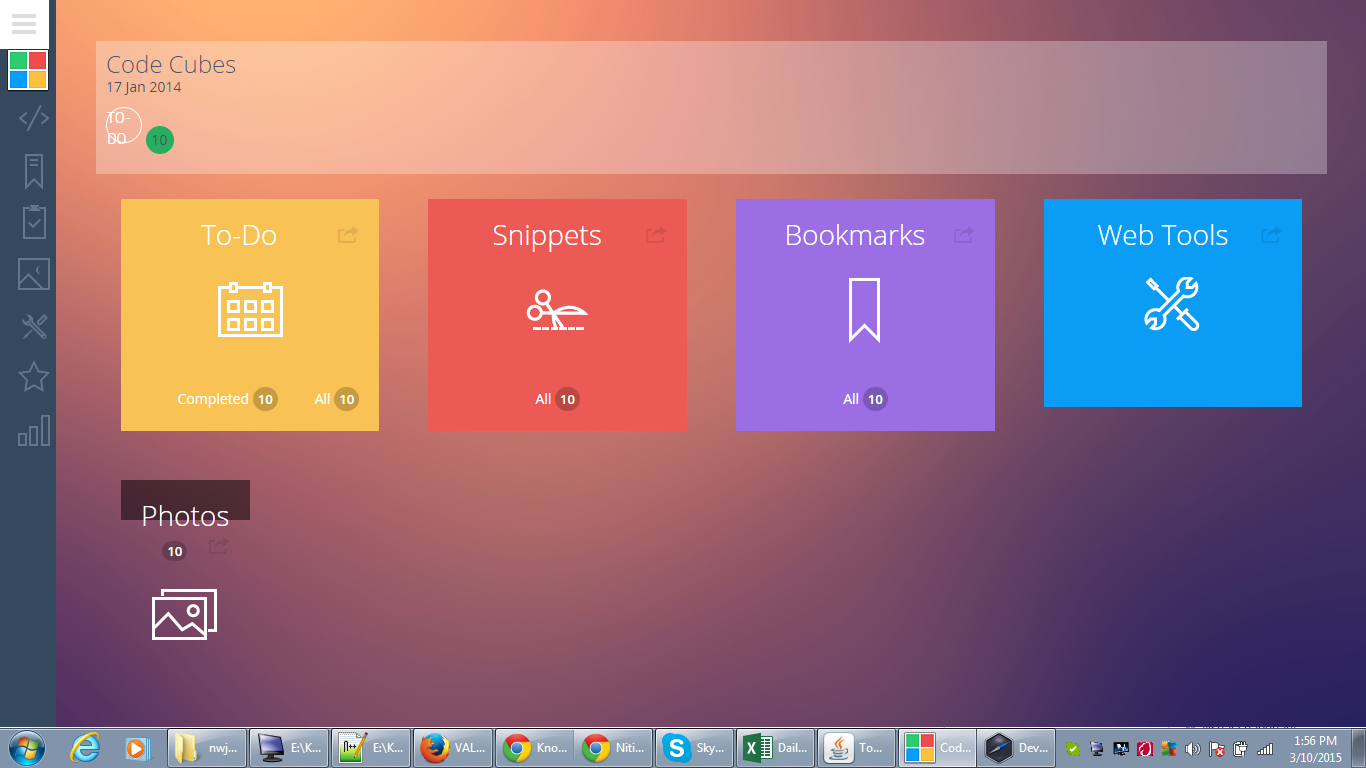 Code Cubes
17 Jan 2014
TO-
DO
10
To-Do
Completed 10 All 10
Snippets
All 10
Bookmarks
All 10
Web Tools
Photos
10
nwj...
E:\K...
E:\K...
VAL...
Kno...
Niti...
Sky...
Dail...
To...
Cod...
Dev...
1:56 PM
3/10/2015